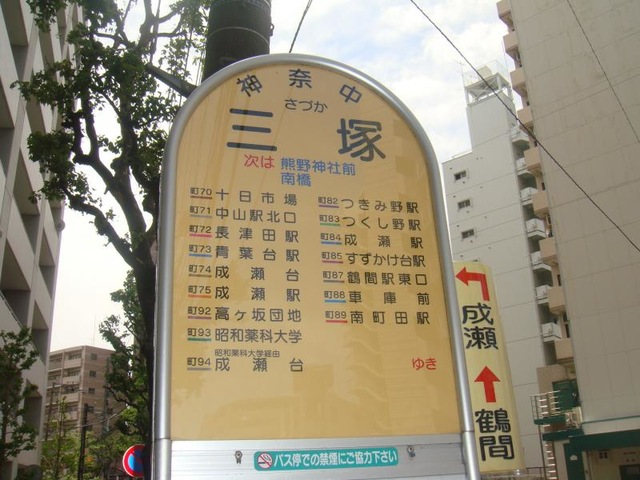 神奈中
さづか
三塚
次は 熊野神社前
南橋
町70 十日市場
町71 中山駅北口
町72 長津田駅
町73 青葉台駅
町74 成瀬台
町75 成瀬駅
町92 高ヶ坂団地
町93 昭和薬科大学
昭和薬科大学経由
町94 成瀬台
町82 つきみ野駅
町83 つくし野駅
町84 成瀬駅
町85 すずかけ台駅
町87 鶴間駅東口
町88 車庫前
町89 南町田駅
ゆき
バス停での禁煙にご協力下さい
成瀬
鶴間